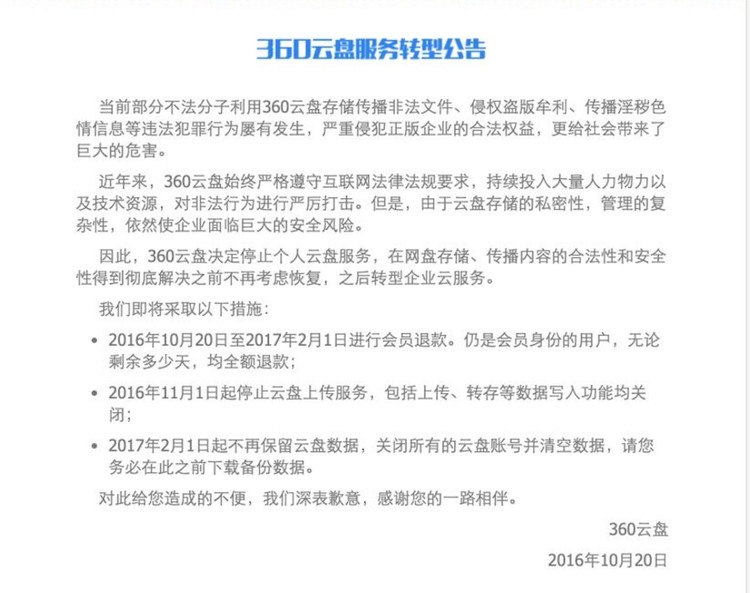 360云盘服务转型公告
当前部分不法分子利用360云盘存储传播非法文件、侵权盗版牟利、传播淫秽色
情信息等违法犯罪行为屡有发生，严重侵犯正版企业的合法权益，更给社会带来了
巨大的危害。
近年来，360云盘始终严格遵守互联网法律法规要求，持续投入大量人力物力以
及技术资源，对非法行为进行严厉打击。但是，由于云盘存储的私密性，管理的复
杂性，依然使企业面临巨大的安全风险。
因此，360云盘决定停止个人云盘服务，在网盘存储、传播内容的合法性和安全
性得到彻底解决之前不再考虑恢复，之后转型企业云服务。
我们即将采取以下措施：
• 2016年10月20日至2017年2月1日进行会员退款。仍是会员身份的用户，无论
剩余多少天，均全额退款；
• 2016年11月1日起停止云盘上传服务，包括上传、转存等数据写入功能均关
闭；
• 2017年2月1日起不再保留云盘数据，关闭所有的云盘账号并清空数据，请您
务必在此之前下载备份数据。
对此给您造成的不便，我们深表歉意，感谢您的一路相伴。
360云盘
2016年10月20日